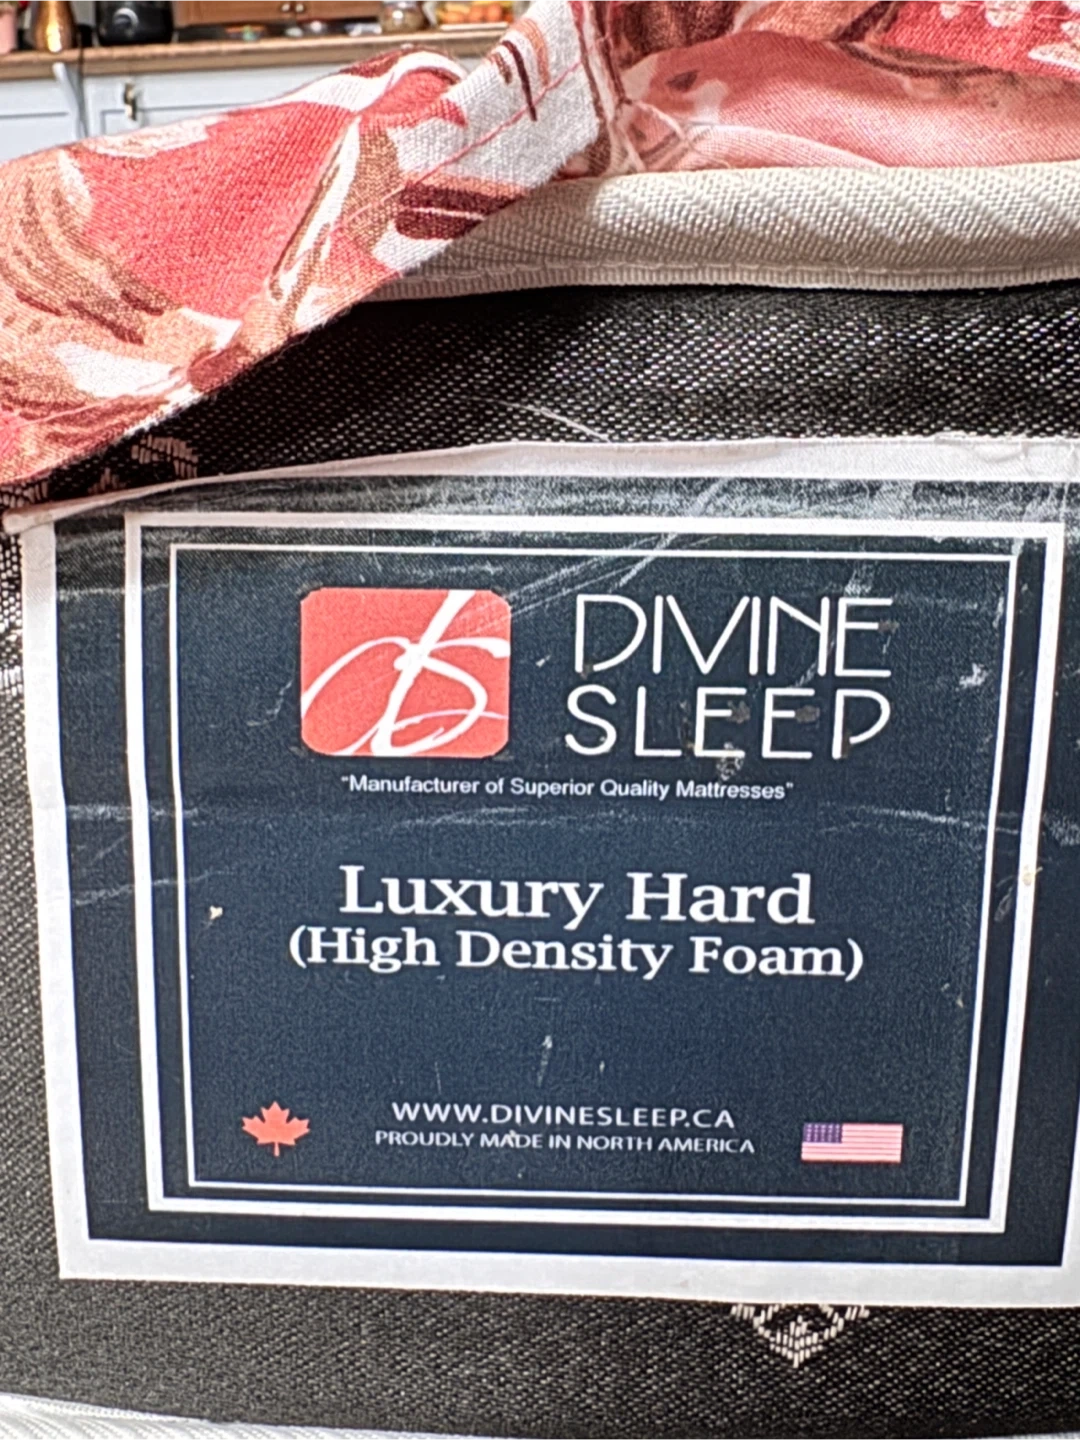 DIVINE
SLEEP
"Manufacturer of Superior Quality Mattresses"
Luxury Hard
(High Density Foam)
WWW.DIVINESLEEP.CA
PROUDLY MADE IN NORTH AMERICA